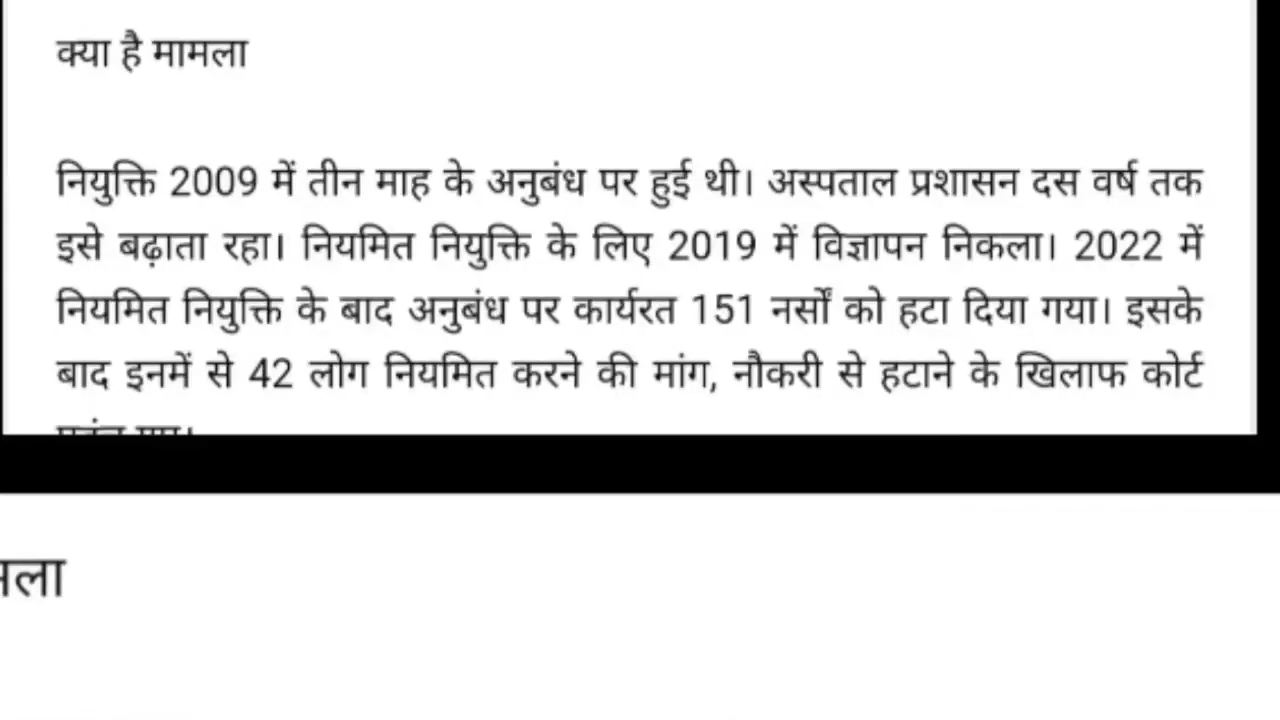 क्या है मामला
नियुक्ति 2009 में तीन माह के अनुबंध पर हुई थी। अस्पताल प्रशासन दस वर्ष तक
इसे बढ़ाता रहा। नियमित नियुक्ति के लिए 2019 में विज्ञापन निकला। 2022 में
नियमित नियुक्ति के बाद अनुबंध पर कार्यरत 151 नर्सों को हटा दिया गया। इसके
बाद इनमें से 42 लोग नियमित करने की मांग, नौकरी से हटाने के खिलाफ कोर्ट